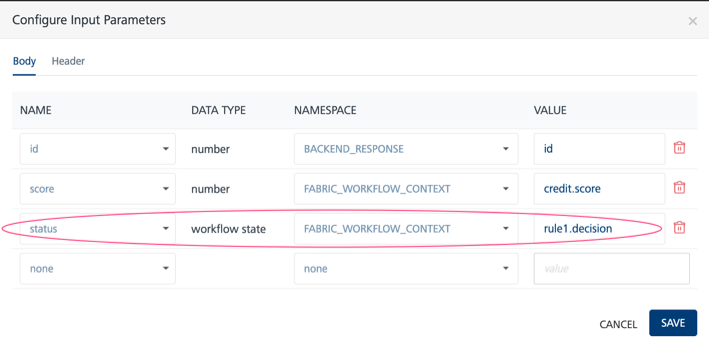 Configure Input Parameters
Body Header
NAME DATA TYPE NAMESPACE VALUE
id number BACKEND_RESPONSE id
score number FABRIC_WORKFLOW_CONTEXT credit.score
status workflow state FABRIC_WORKFLOW_CONTEXT rule1.decision
none none value
CANCEL SAVE